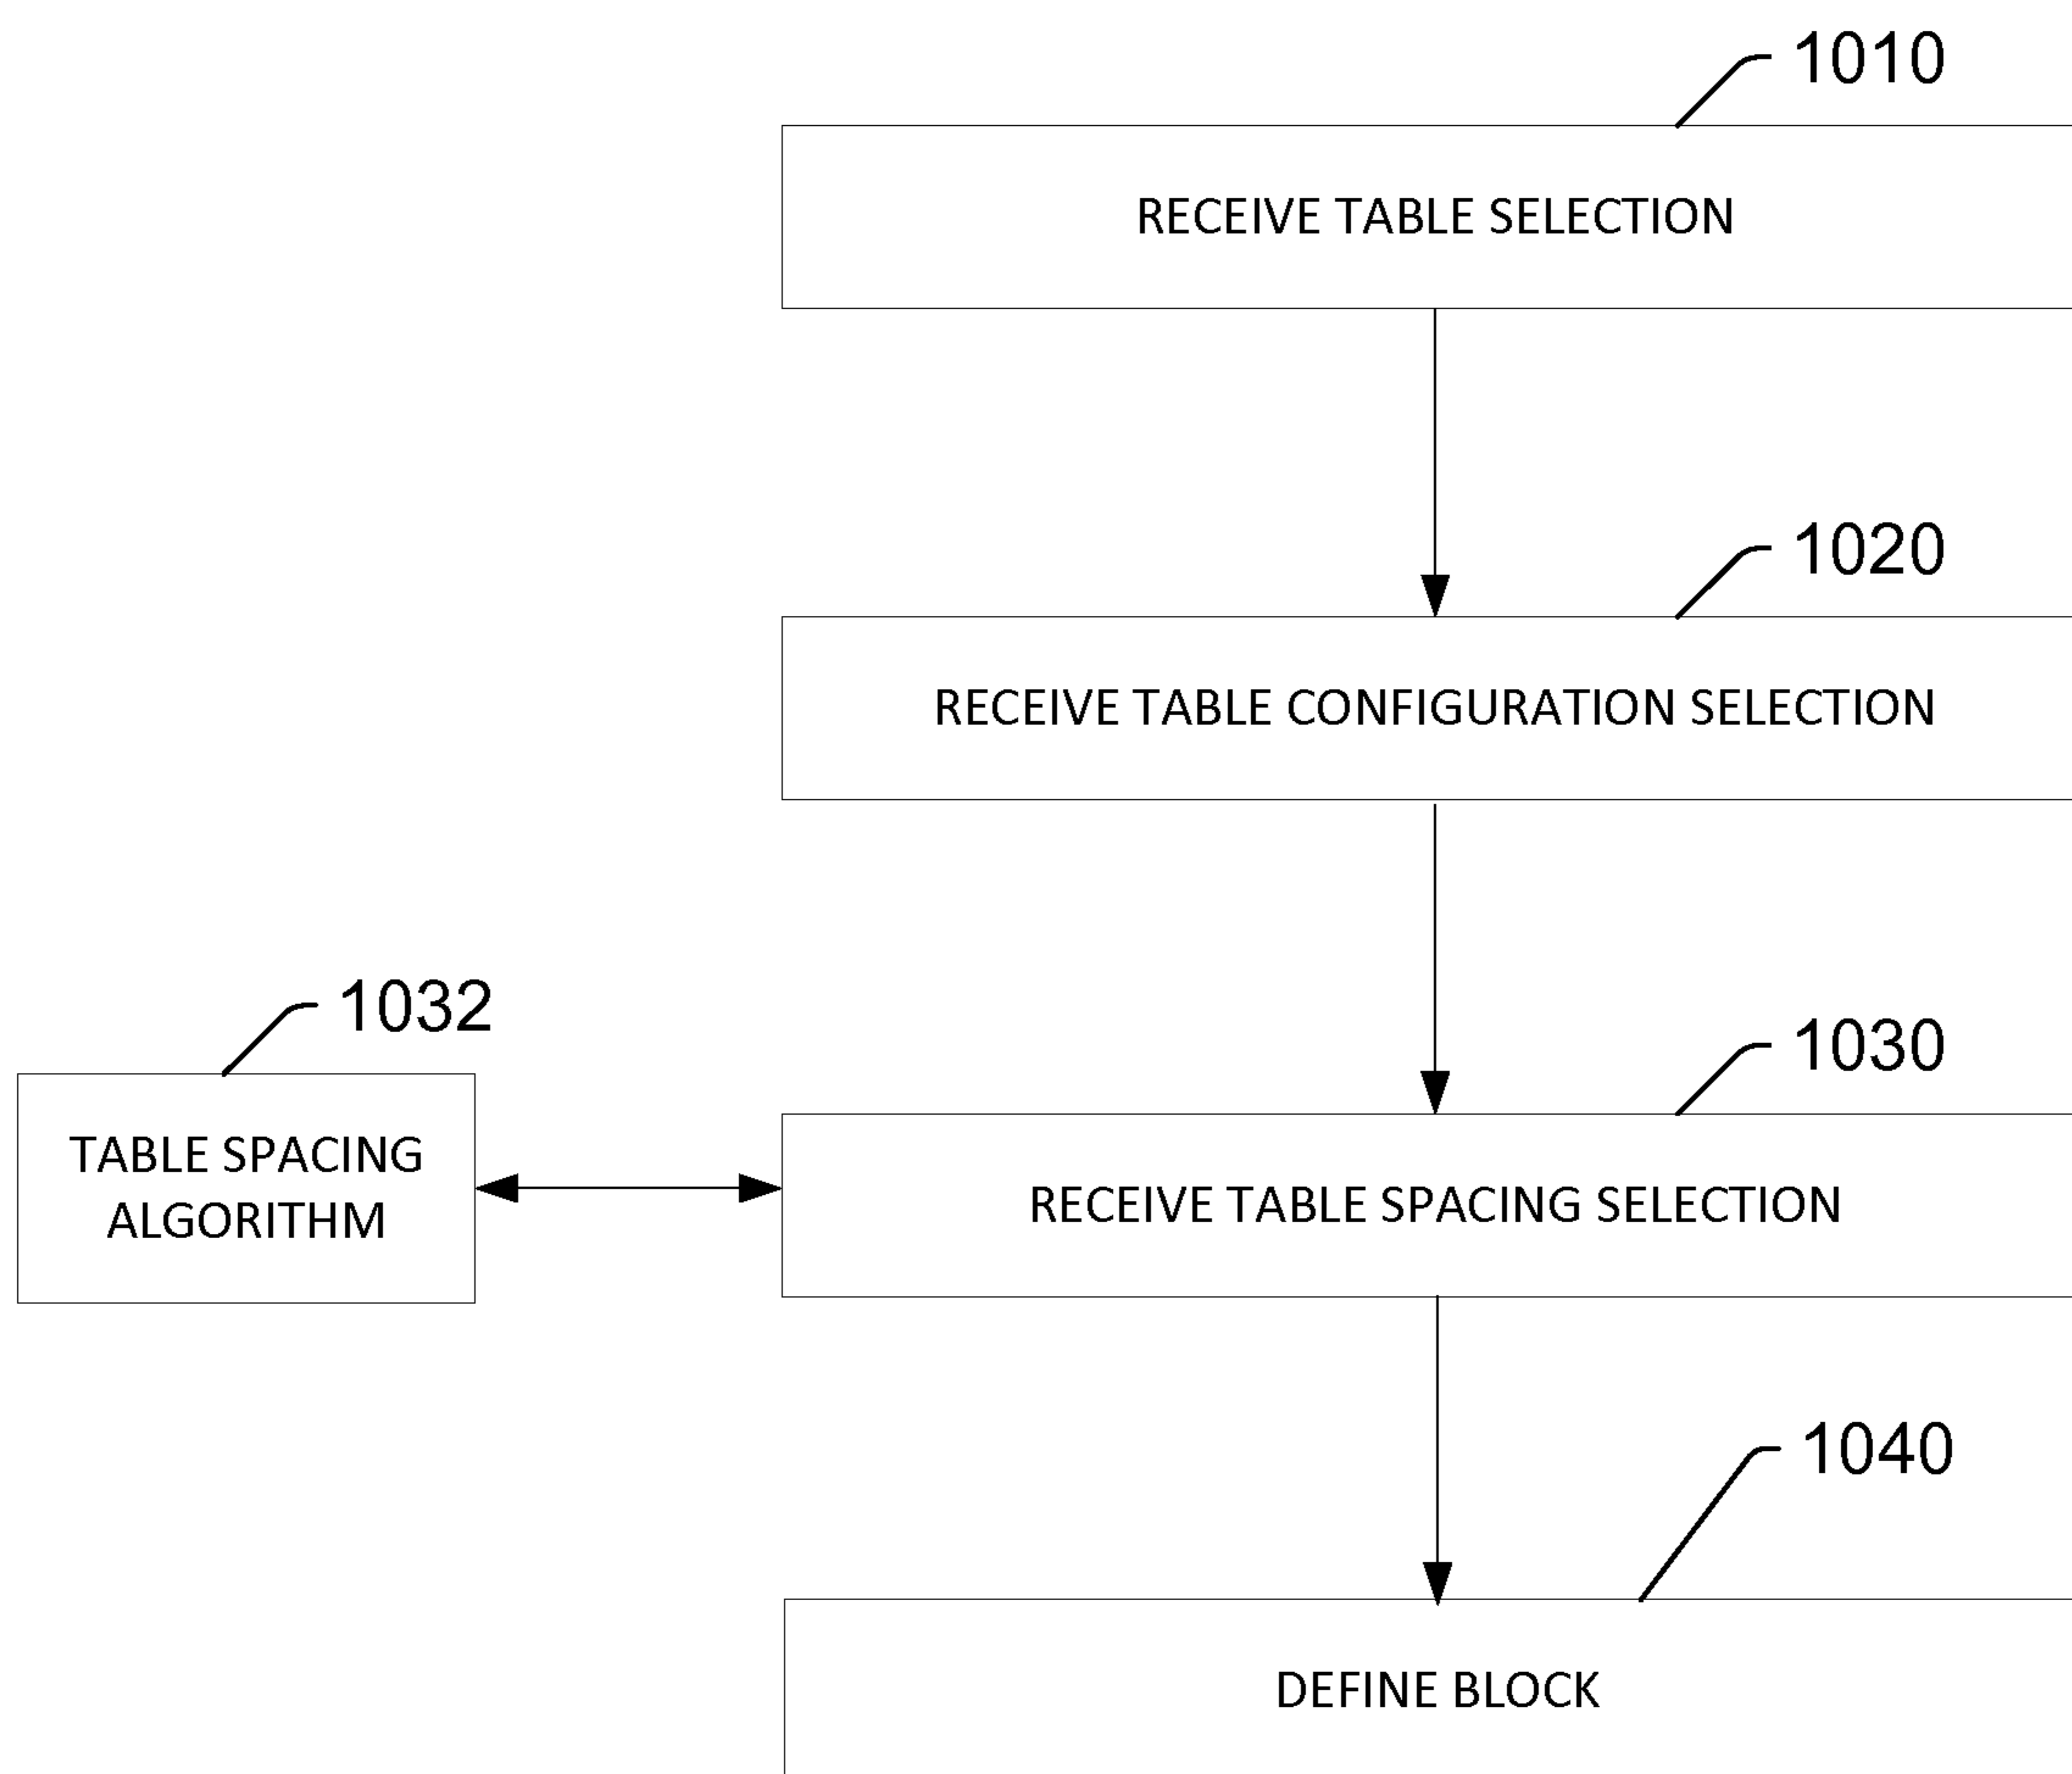 1010
RECEIVE TABLE SELECTION
1020
RECEIVE TABLE CONFIGURATION SELECTION
1032
TABLE SPACING
ALGORITHM
1030
RECEIVE TABLE SPACING SELECTION
1040
DEFINE BLOCK